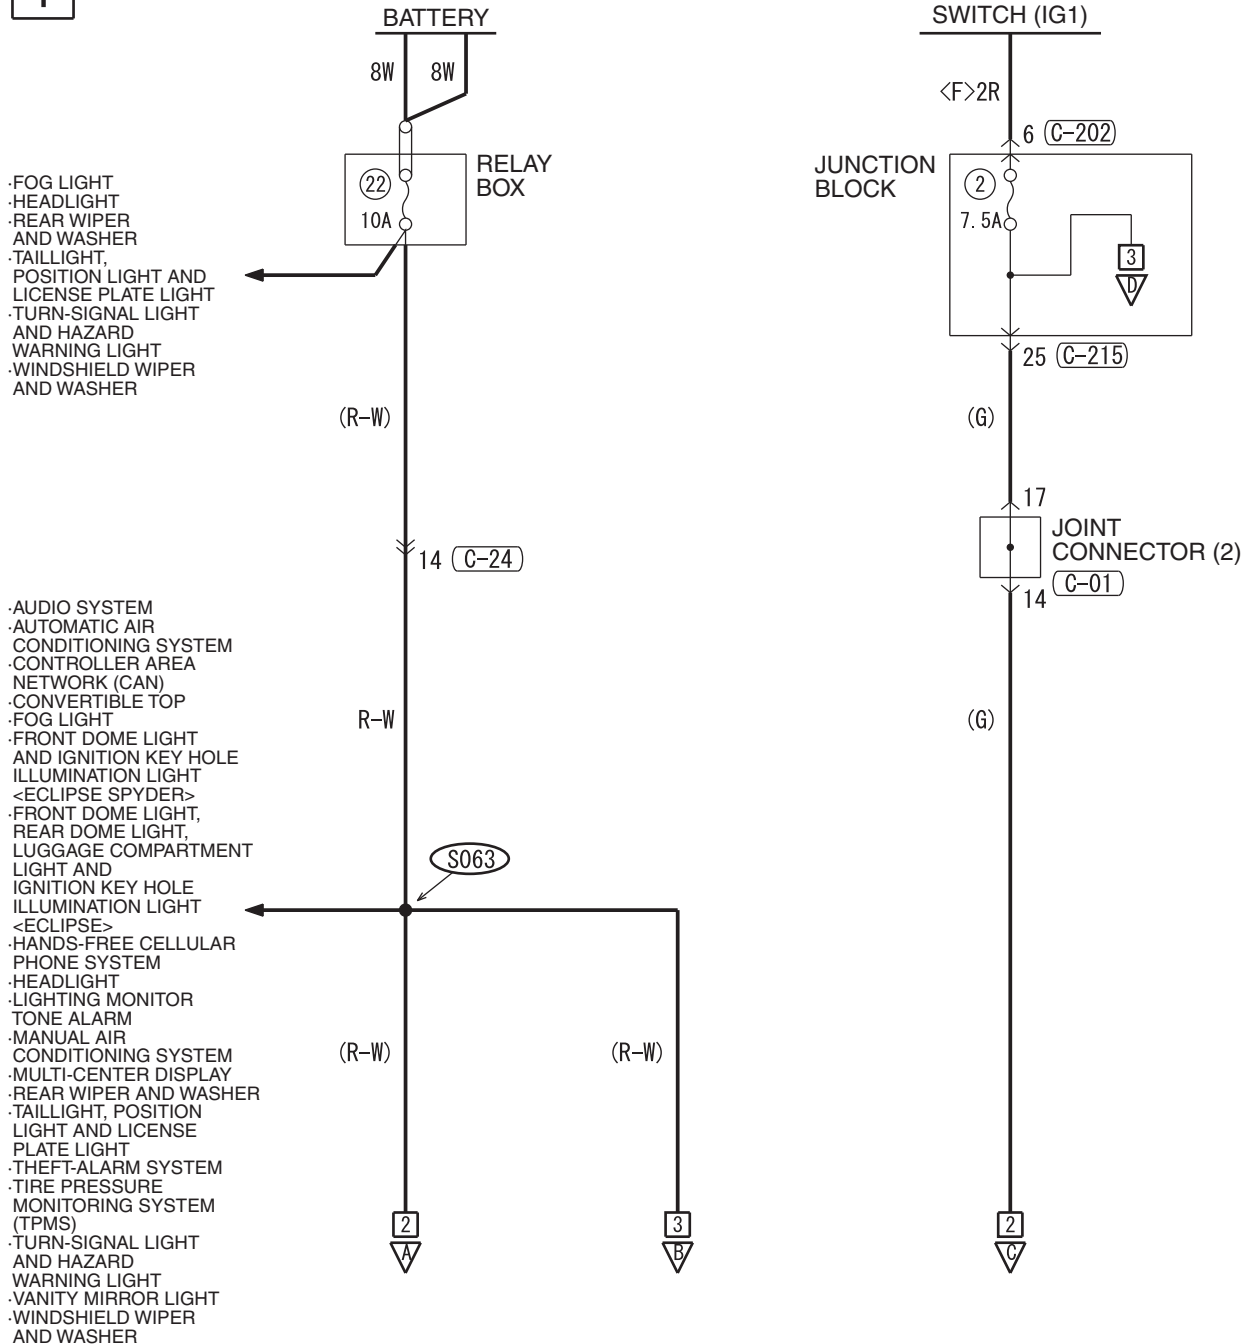 BATTERY
SWITCH (IG1)
8W
8W
<F>2R
6
C-202
RELAY
BOX
22
10A
JUNCTION
BLOCK
2
7.5A
3
D
25
C-215
·FOG LIGHT
·HEADLIGHT
·REAR WIPER
AND WASHER
·TAILLIGHT,
POSITION LIGHT AND
LICENSE PLATE LIGHT
·TURN-SIGNAL LIGHT
AND HAZARD
WARNING LIGHT
·WINDSHIELD WIPER
AND WASHER
(R-W)
(G)
17
JOINT
CONNECTOR (2)
C-01
14
14
C-24
R-W
(G)
S063
·AUDIO SYSTEM
·AUTOMATIC AIR
CONDITIONING SYSTEM
·CONTROLLER AREA
NETWORK (CAN)
·CONVERTIBLE TOP
·FOG LIGHT
·FRONT DOME LIGHT
AND IGNITION KEY HOLE
ILLUMINATION LIGHT
<ECLIPSE SPYDER>
·FRONT DOME LIGHT,
REAR DOME LIGHT,
LUGGAGE COMPARTMENT
LIGHT AND
IGNITION KEY HOLE
ILLUMINATION LIGHT
<ECLIPSE>
·HANDS-FREE CELLULAR
PHONE SYSTEM
·HEADLIGHT
·LIGHTING MONITOR
TONE ALARM
·MANUAL AIR
CONDITIONING SYSTEM
·MULTI-CENTER DISPLAY
·REAR WIPER AND WASHER
·TAILLIGHT, POSITION
LIGHT AND LICENSE
PLATE LIGHT
·THEFT-ALARM SYSTEM
·TIRE PRESSURE
MONITORING SYSTEM
(TPMS)
·TURN-SIGNAL LIGHT
AND HAZARD
WARNING LIGHT
·VANITY MIRROR LIGHT
·WINDSHIELD WIPER
AND WASHER
(R-W)
(R-W)
2
A
3
B
2
C